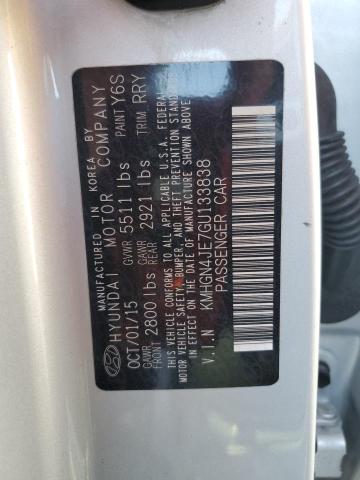 HYUNDAI MOTOR COMPANY
MADE IN KOREA
OCT/01/15 GVWR 5511 lbs PAINT Y6S
GAWR FRONT 2800 lbs GAWR REAR 2921 lbs TRIM RRY
THIS VEHICLE CONFORMS TO ALL APPLICABLE U.S.A. FEDERAL
MOTOR VEHICLE SAFETY, BUMPER, AND THEFT PREVENTION STANDARDS
IN EFFECT ON THE DATE OF MANUFACTURE SHOWN ABOVE
V.I.N KMHGN4JE7GU133838
PASSENGER CAR